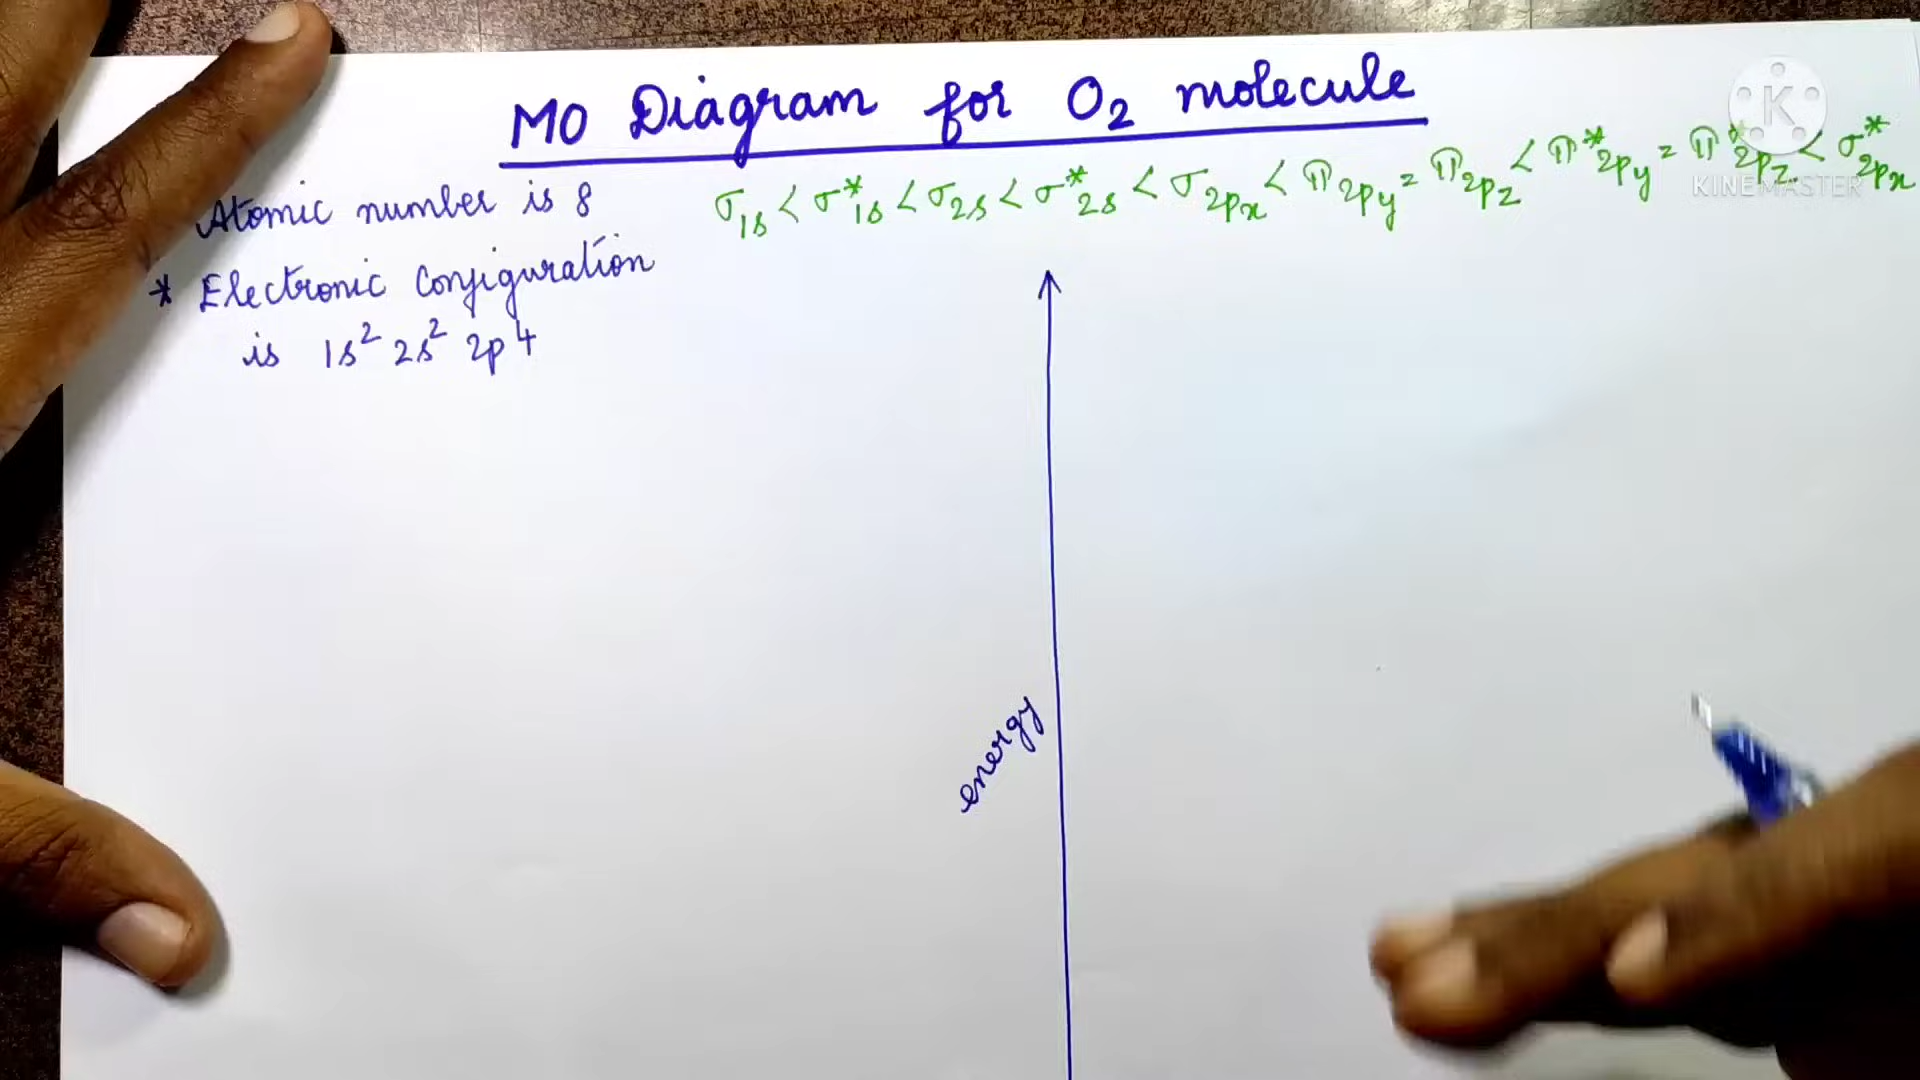 MO Diagram for O₂ molecule
Atomic number is 8
σ1s < σ*1s < σ2s < σ*2s < σ2px < π2py = π2pz < π*2py = π*2pz < σ*2px
* Electronic Configuration
is 1s² 2s² 2p⁴
energy
K
KINEMASTER